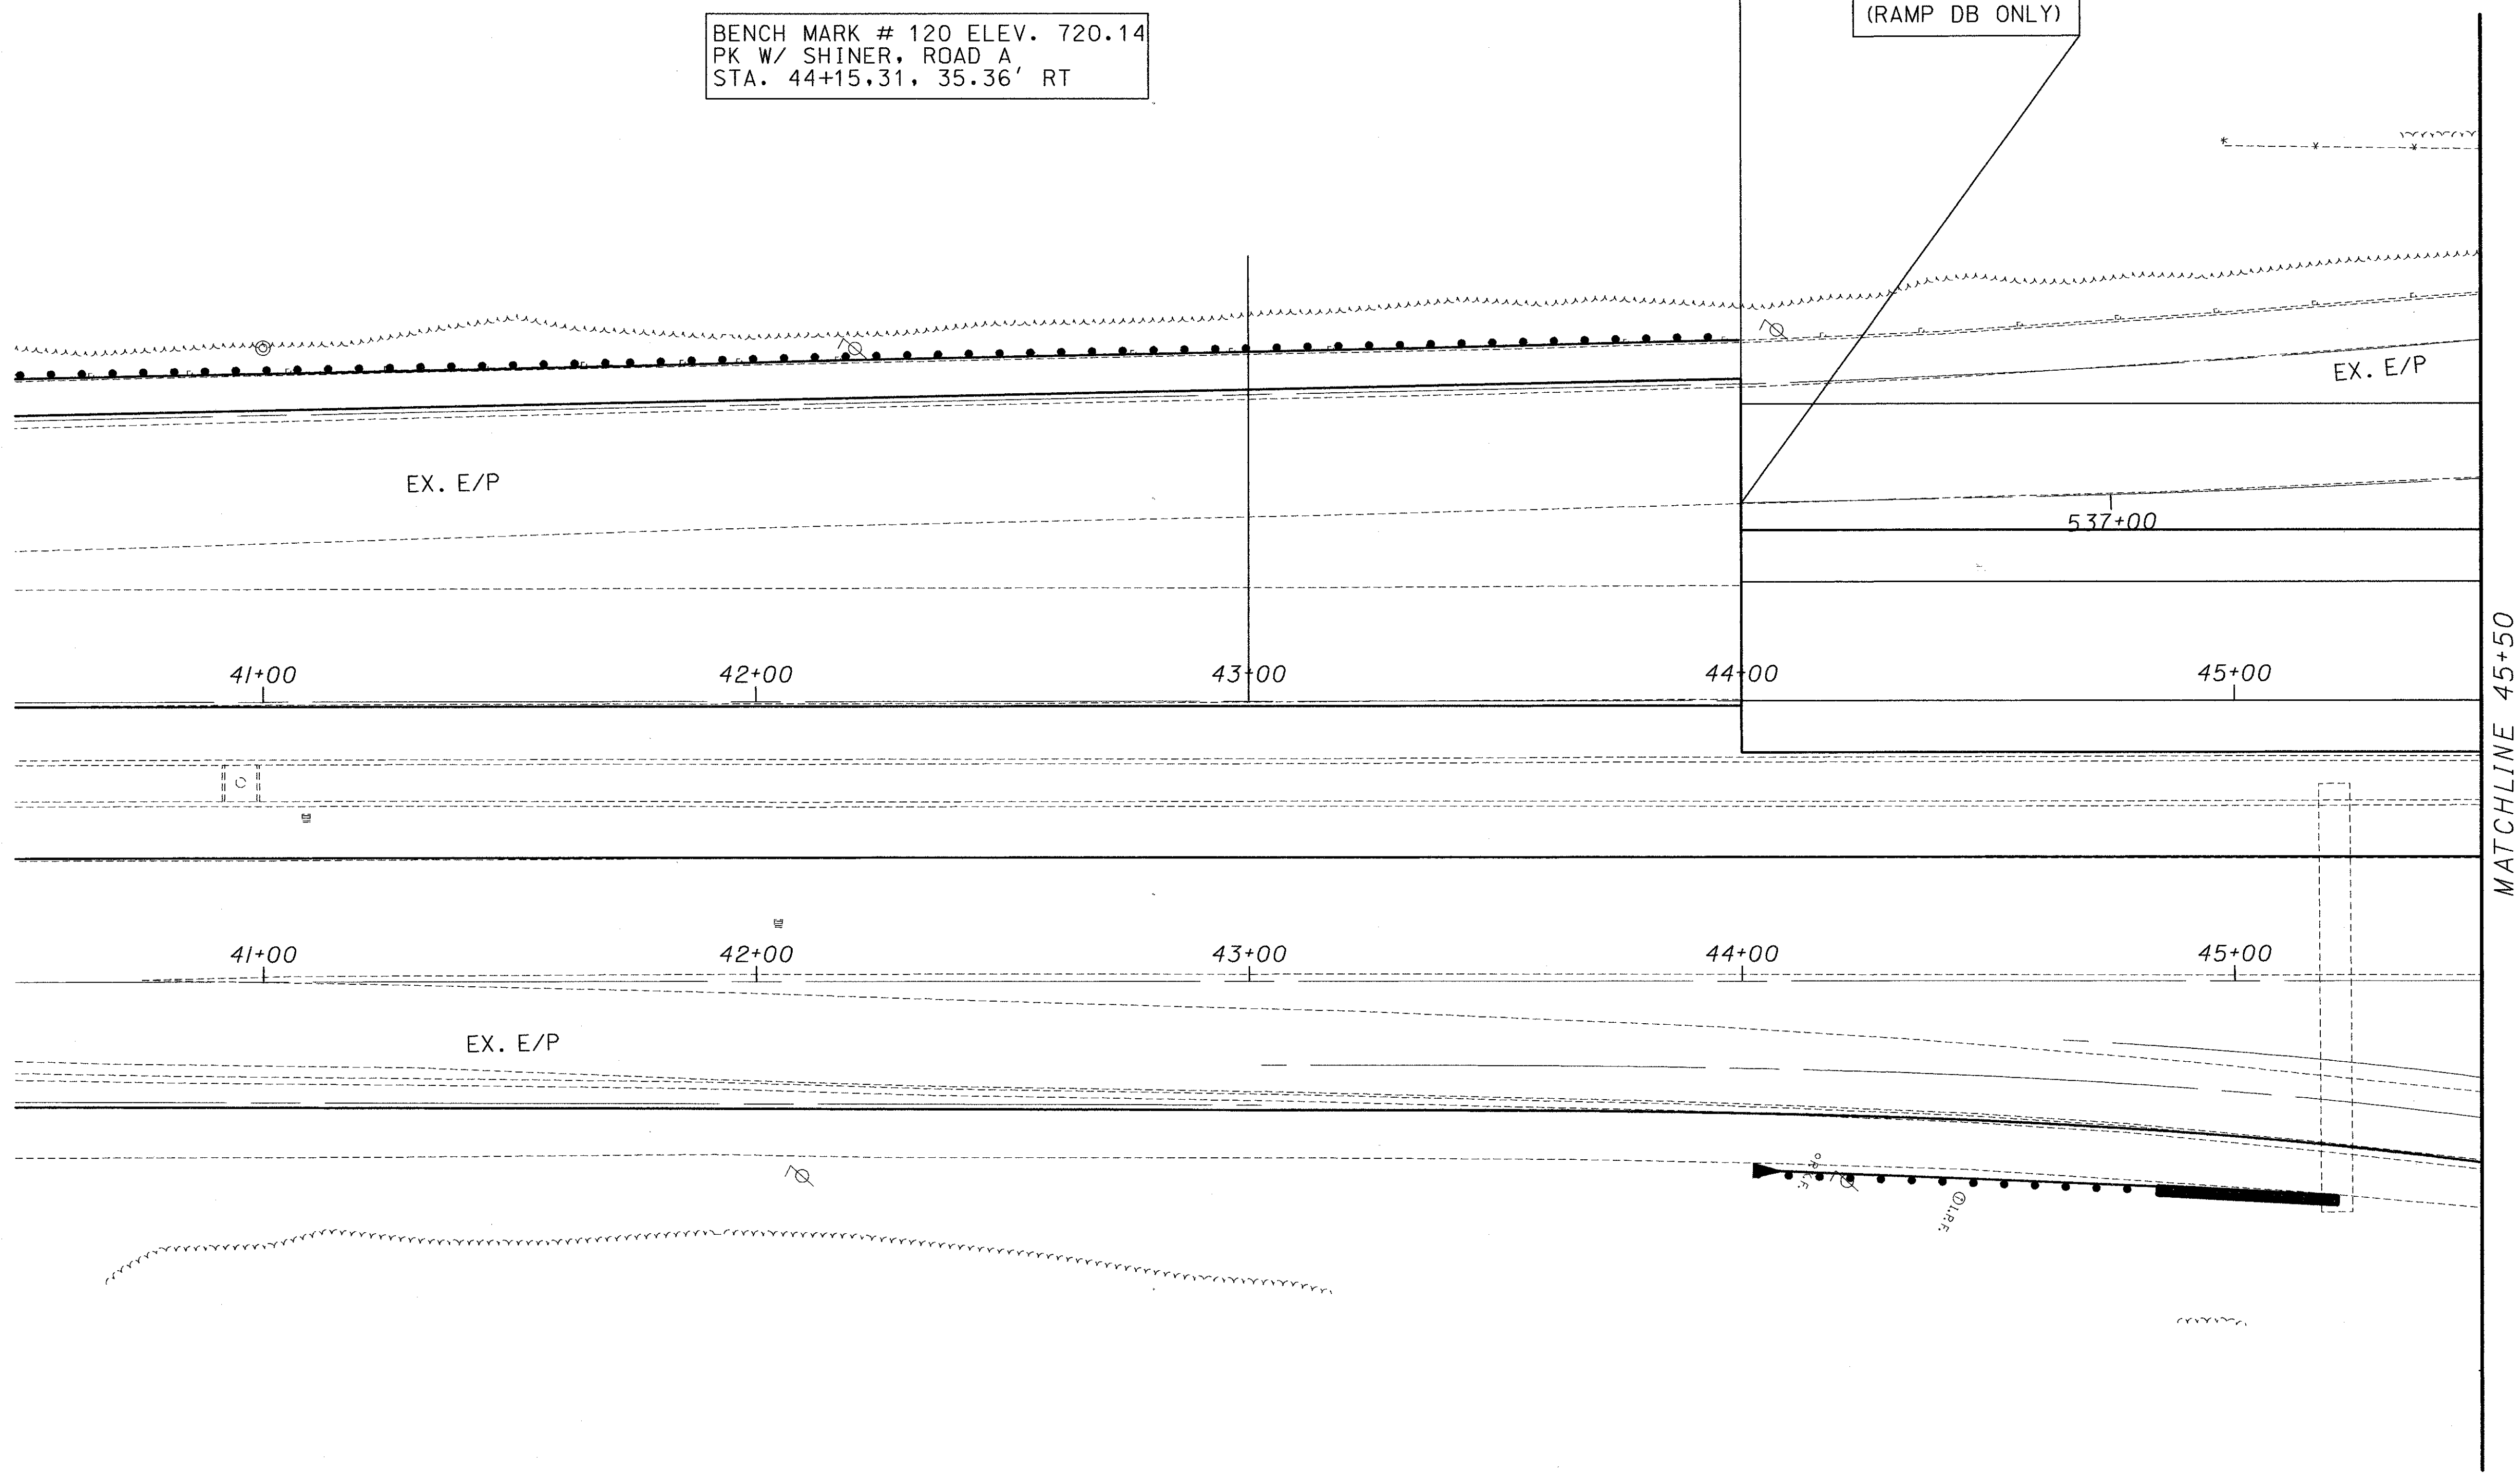 BENCH MARK # 120 ELEV. 720.14
PK W/ SHINER, ROAD A
STA. 44+15.31, 35.36' RT
(RAMP DB ONLY)
EX. E/P
EX. E/P
537+00
41+00 42+00 43+00 44+00 45+00
MATCHLINE 45+50
41+00 42+00 43+00 44+00 45+00
EX. E/P
I.P.F.